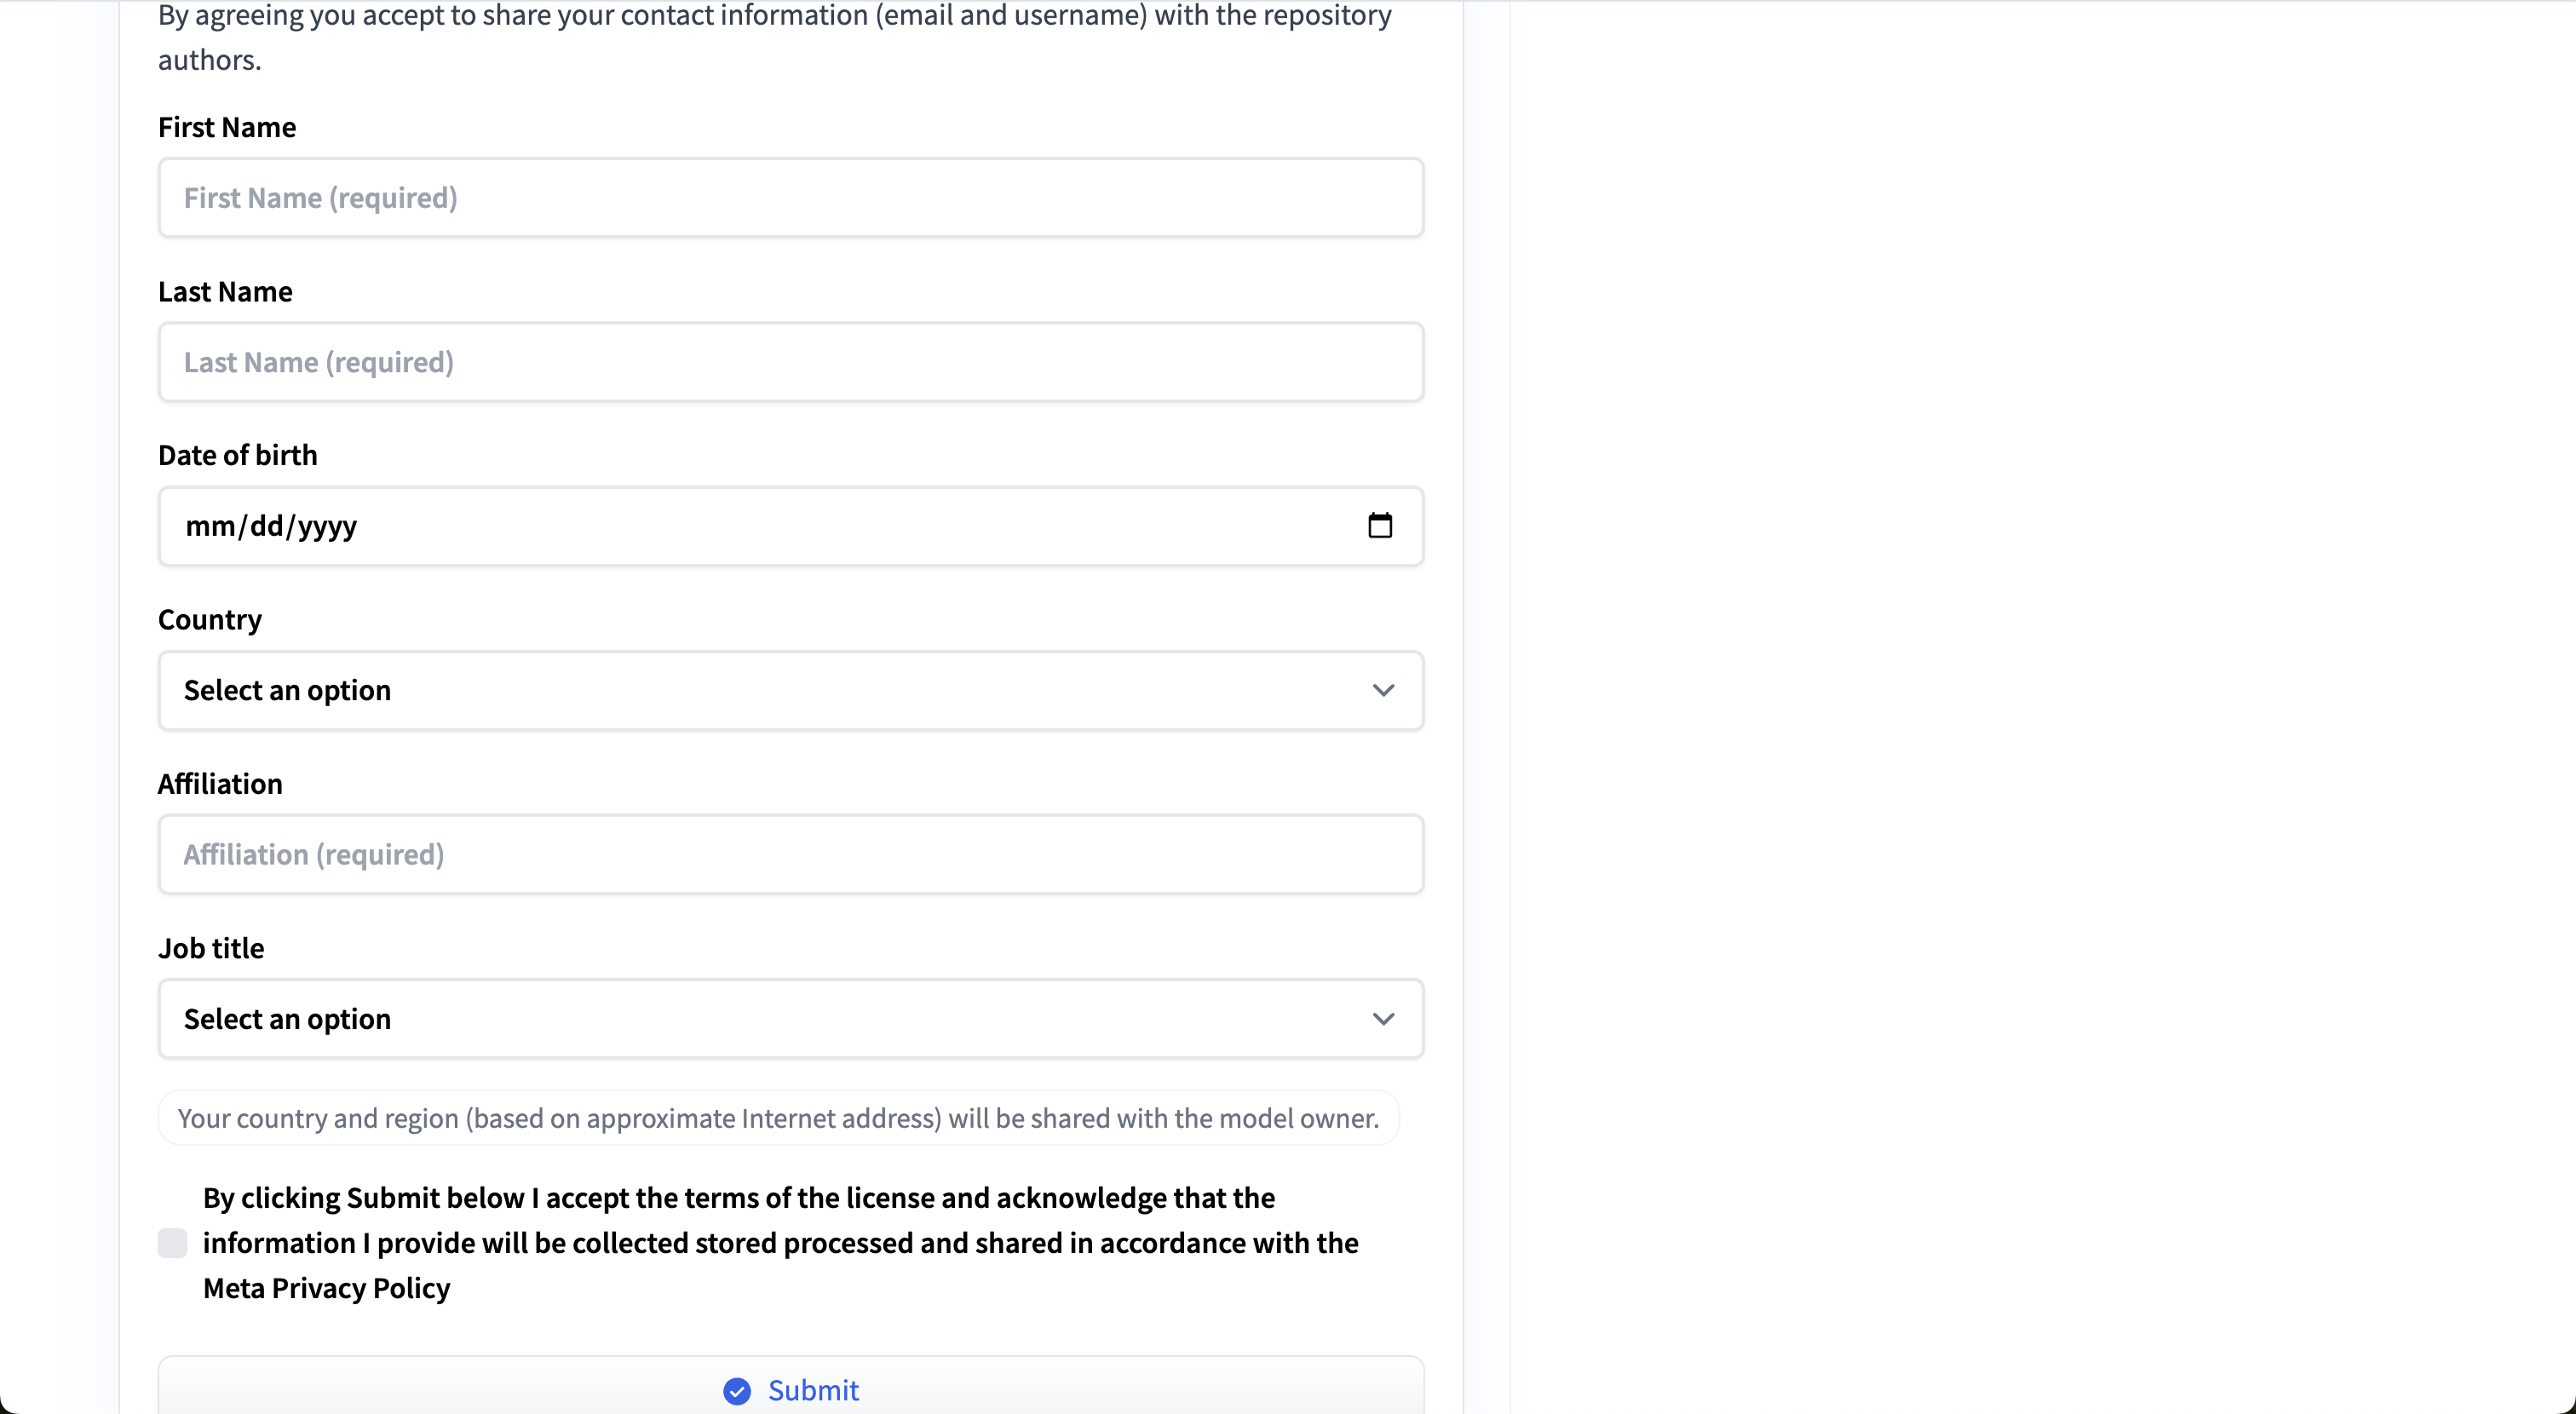 By agreeing you accept to share your contact information (email and username) with the repository
authors.
First Name
First Name (required)
Last Name
Last Name (required)
Date of birth
mm/dd/yyyy
Country
Select an option
Affiliation
Affiliation (required)
Job title
Select an option
Your country and region (based on approximate Internet address) will be shared with the model owner.
By clicking Submit below I accept the terms of the license and acknowledge that the
information I provide will be collected stored processed and shared in accordance with the
Meta Privacy Policy
Submit